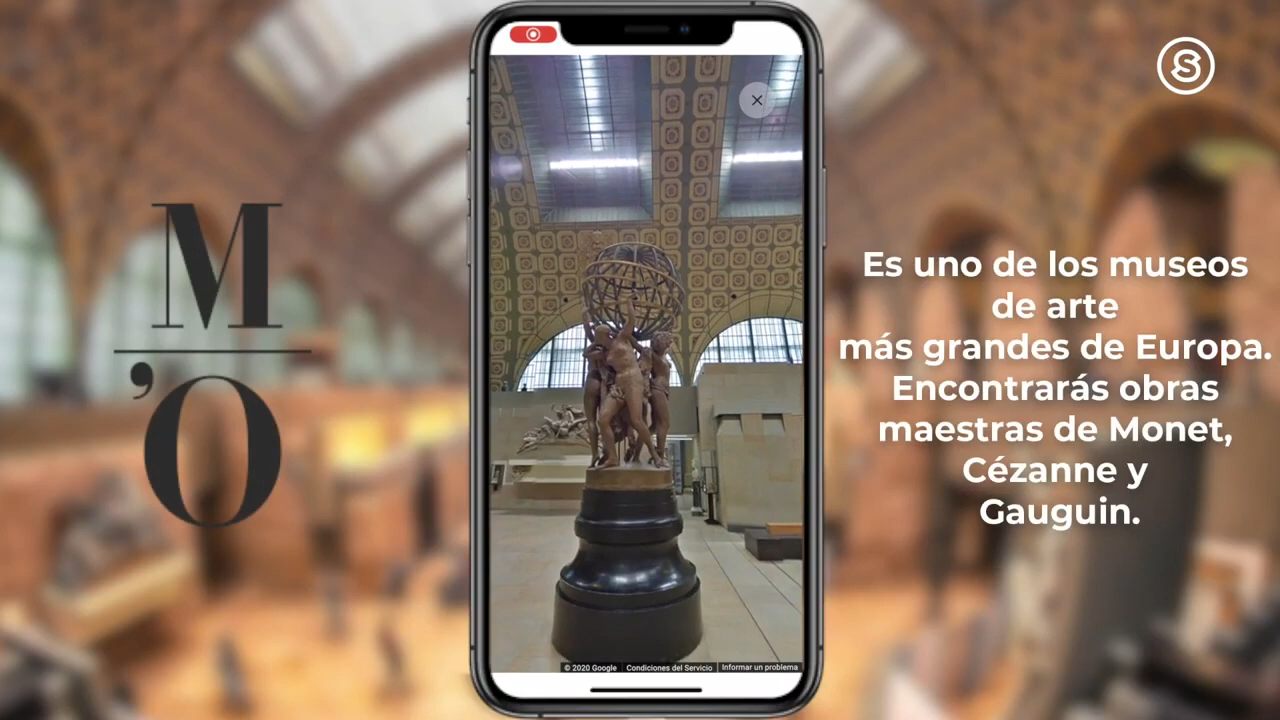 M
'O
© 2020 Google Condiciones del Servicio Informar un problema
Es uno de los museos
de arte
más grandes de Europa.
Encontrarás obras
maestras de Monet,
Cézanne y
Gauguin.
S